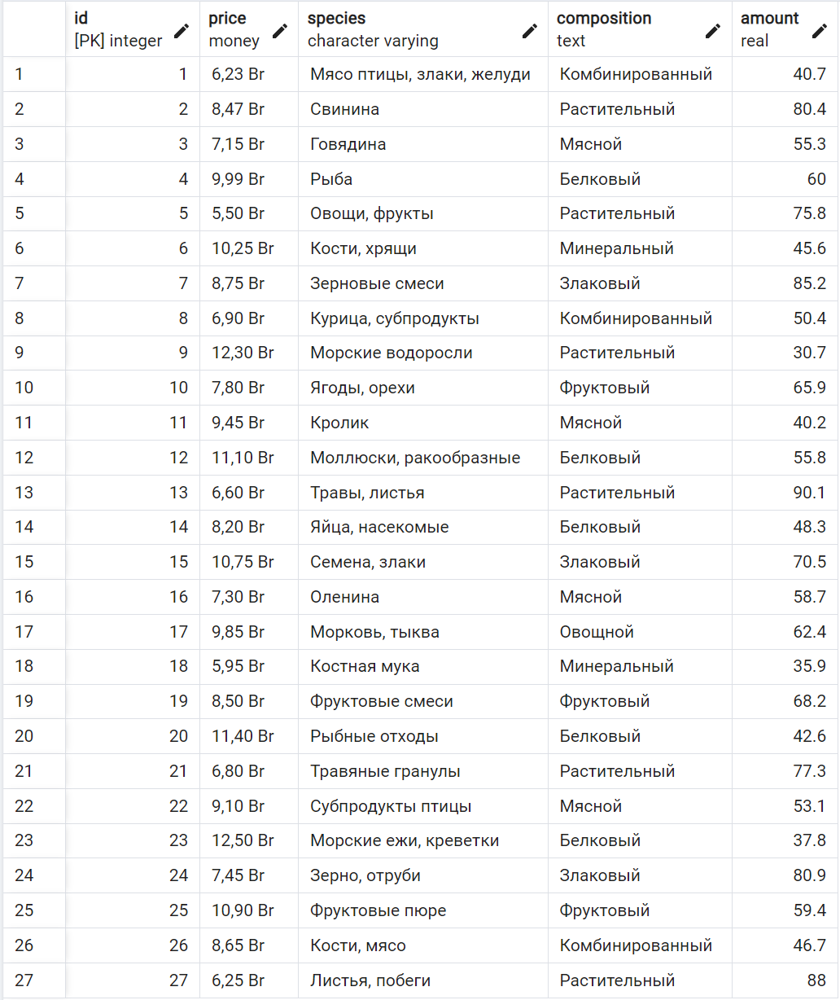 id price species composition amount
[PK] integer money character varying text real
1 1 6,23 Br Мясо птицы, злаки, желуди Комбинированный 40.7
2 2 8,47 Br Свинина Растительный 80.4
3 3 7,15 Br Говядина Мясной 55.3
4 4 9,99 Br Рыба Белковый 60
5 5 5,50 Br Овощи, фрукты Растительный 75.8
6 6 10,25 Br Кости, хрящи Минеральный 45.6
7 7 8,75 Br Зерновые смеси Злаковый 85.2
8 8 6,90 Br Курица, субпродукты Комбинированный 50.4
9 9 12,30 Br Морские водоросли Растительный 30.7
10 10 7,80 Br Ягоды, орехи Фруктовый 65.9
11 11 9,45 Br Кролик Мясной 40.2
12 12 11,10 Br Моллюски, ракообразные Белковый 55.8
13 13 6,60 Br Травы, листья Растительный 90.1
14 14 8,20 Br Яйца, насекомые Белковый 48.3
15 15 10,75 Br Семена, злаки Злаковый 70.5
16 16 7,30 Br Оленина Мясной 58.7
17 17 9,85 Br Морковь, тыква Овощной 62.4
18 18 5,95 Br Костная мука Минеральный 35.9
19 19 8,50 Br Фруктовые смеси Фруктовый 68.2
20 20 11,40 Br Рыбные отходы Белковый 42.6
21 21 6,80 Br Травяные гранулы Растительный 77.3
22 22 9,10 Br Субпродукты птицы Мясной 53.1
23 23 12,50 Br Морские ежи, креветки Белковый 37.8
24 24 7,45 Br Зерно, отруби Злаковый 80.9
25 25 10,90 Br Фруктовые пюре Фруктовый 59.4
26 26 8,65 Br Кости, мясо Комбинированный 46.7
27 27 6,25 Br Листья, побеги Растительный 88